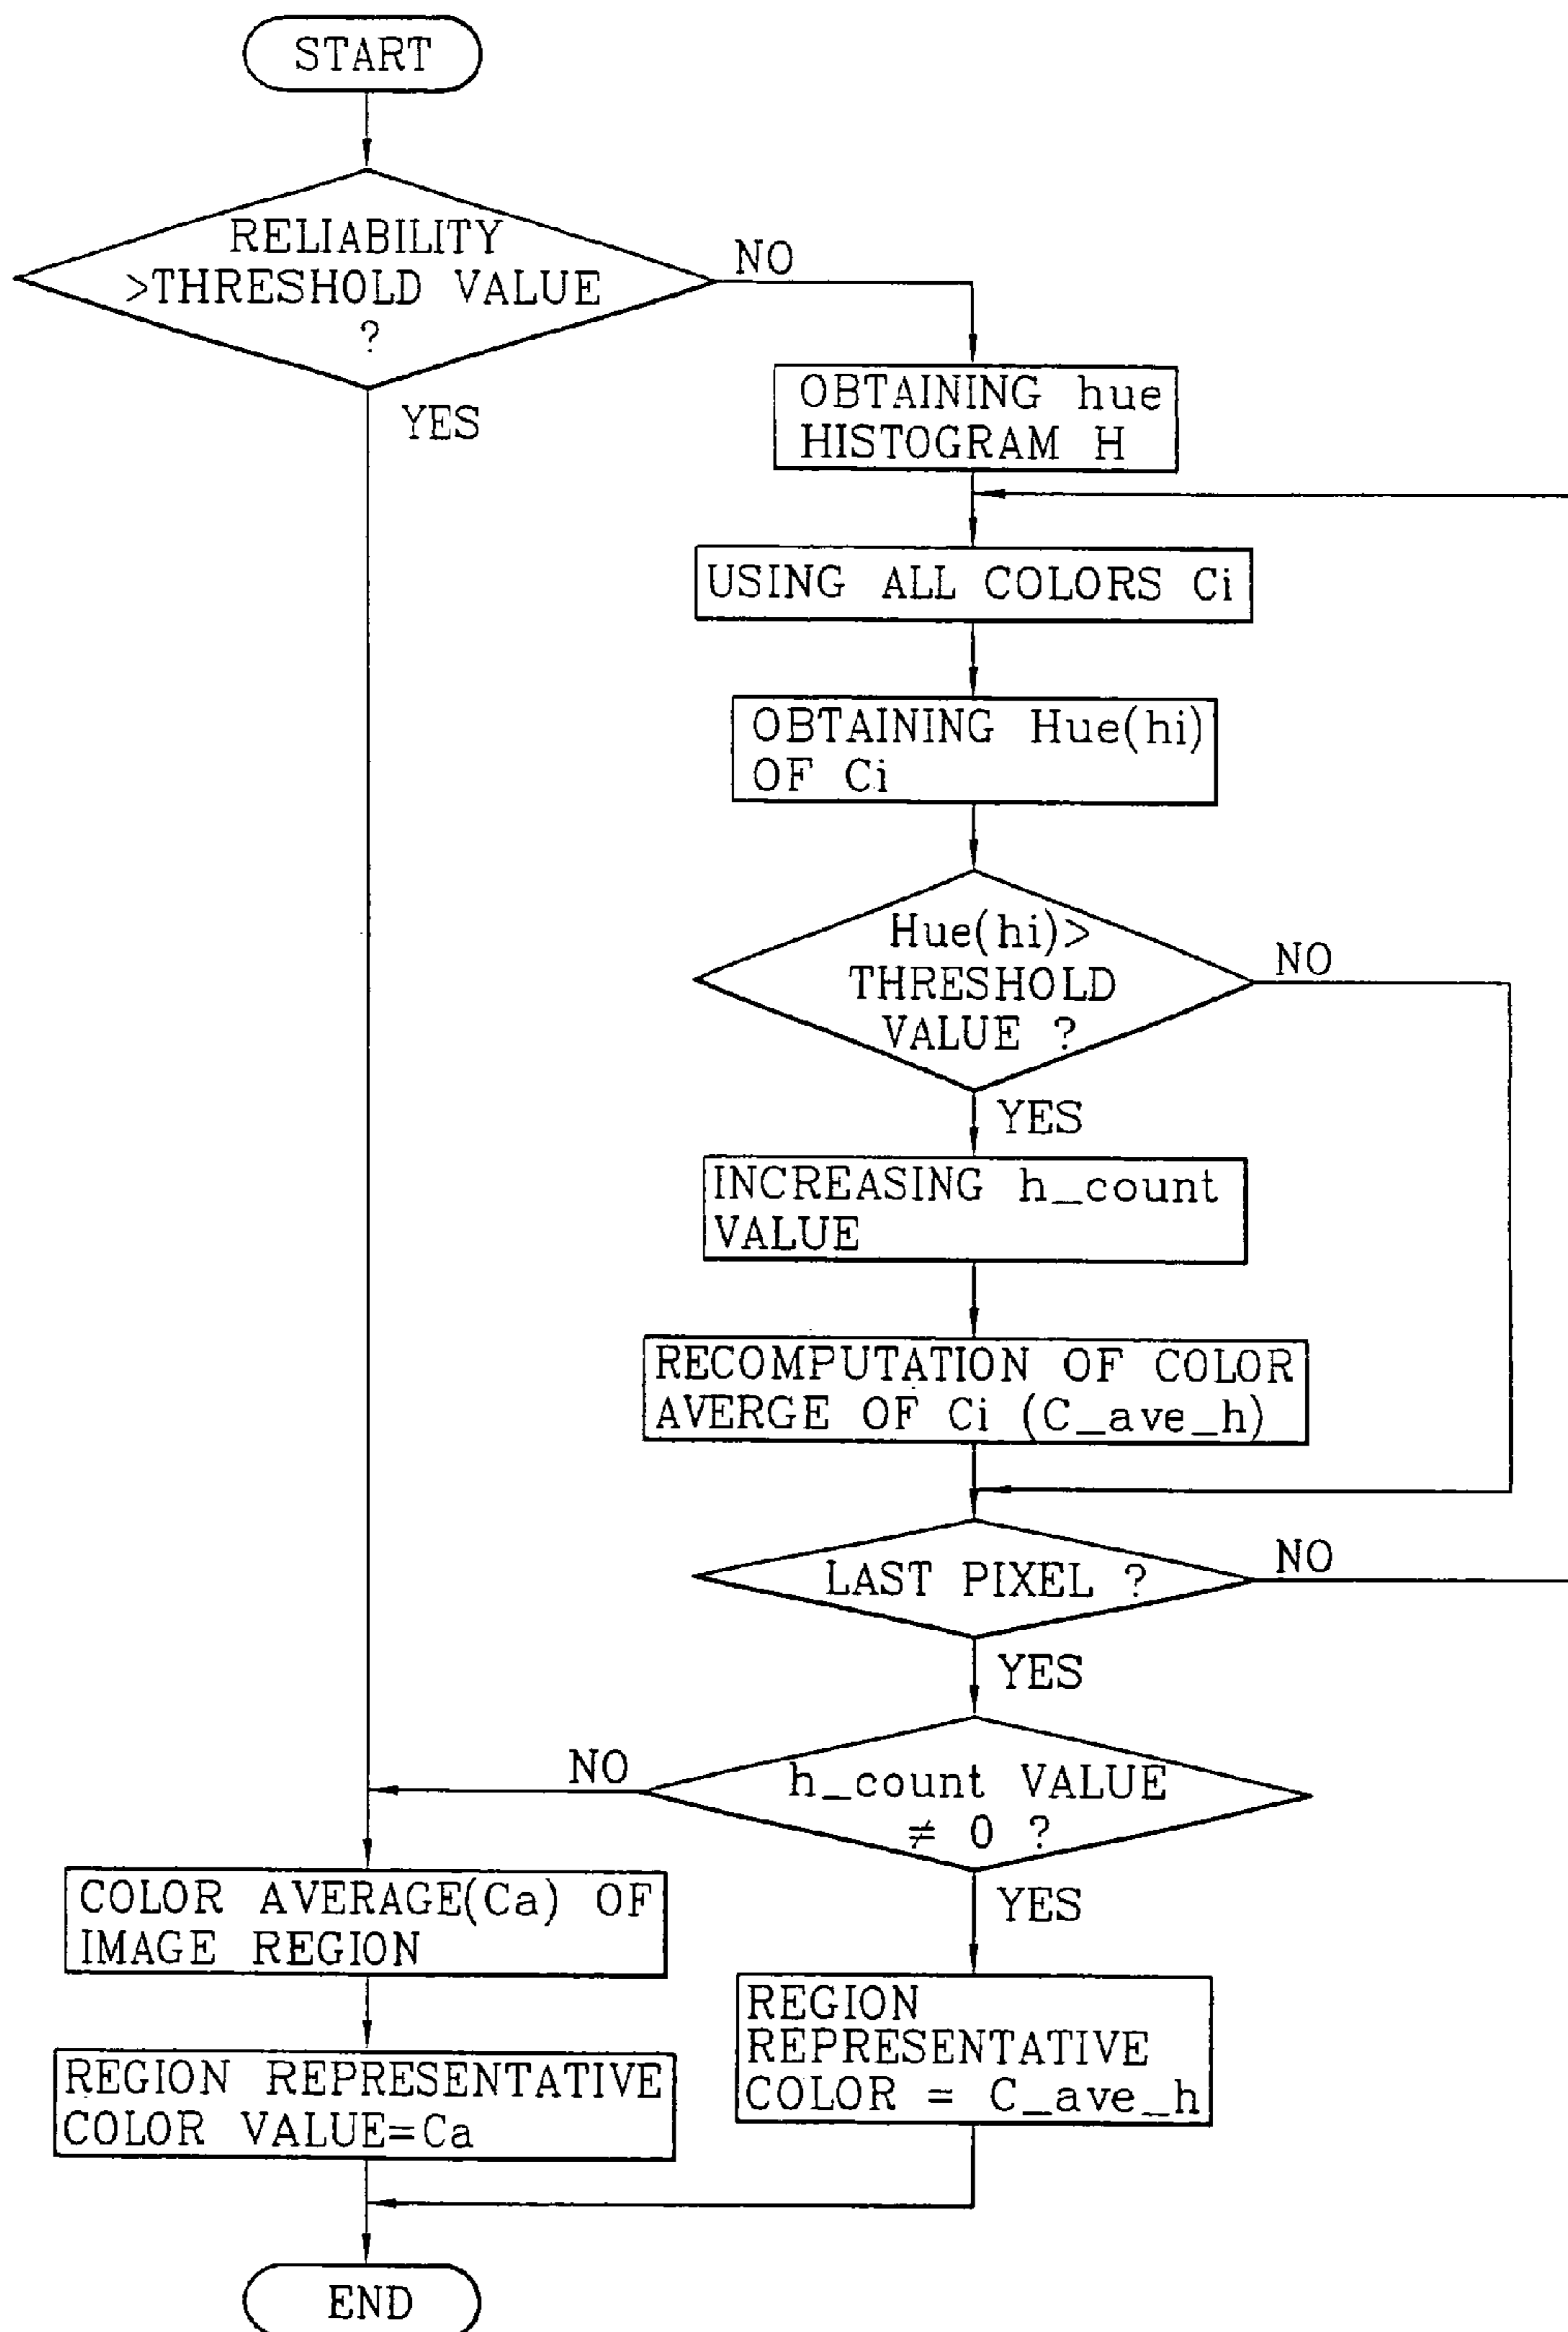 START
RELIABILITY
>THRESHOLD VALUE
?
NO
YES
OBTAINING hue
HISTOGRAM H
USING ALL COLORS Ci
OBTAINING Hue(hi)
OF Ci
Hue(hi)>
THRESHOLD
VALUE ?
NO
YES
INCREASING h_count
VALUE
RECOMPUTATION OF COLOR
AVERGE OF Ci (C_ave_h)
LAST PIXEL ?
NO
YES
h_count VALUE
≠ 0 ?
NO
YES
COLOR AVERAGE(Ca) OF
IMAGE REGION
REGION REPRESENTATIVE
COLOR VALUE=Ca
REGION
REPRESENTATIVE
COLOR = C_ave_h
END